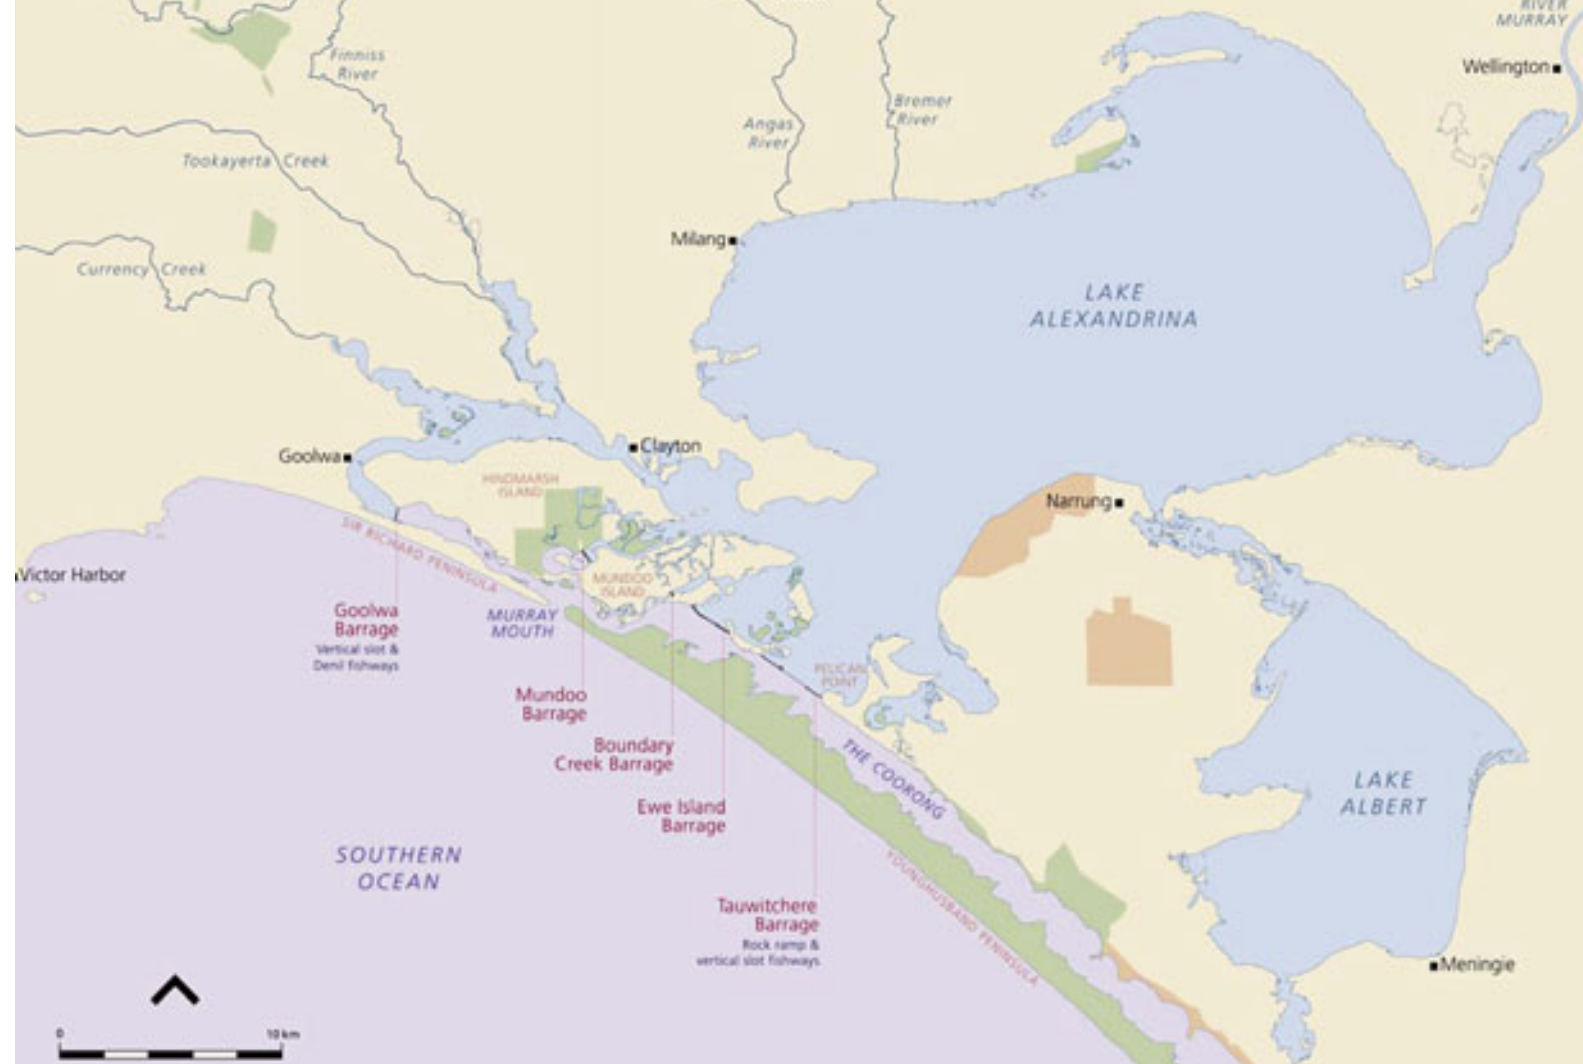 RIVER
MURRAY
Wellington
Finniss
River
Bremer
River
Angas
River
Tookayerta Creek
Milang
Currency Creek
LAKE
ALEXANDRINA
Clayton
Goolwa
HINDMARSH
ISLAND
Narrung
SIR RICHARD PENINSULA
Victor Harbor
MUNDOO
ISLAND
Goolwa
Barrage
Vertical slot &
Denil fishways
MURRAY
MOUTH
PELICAN
POINT
Mundoo
Barrage
Boundary
Creek Barrage
THE COORONG
LAKE
ALBERT
Ewe Island
Barrage
SOUTHERN
OCEAN
YOUNGHUSBAND PENINSULA
Tauwitchere
Barrage
Rock ramp &
vertical slot fishways
Meningie
0
10 km